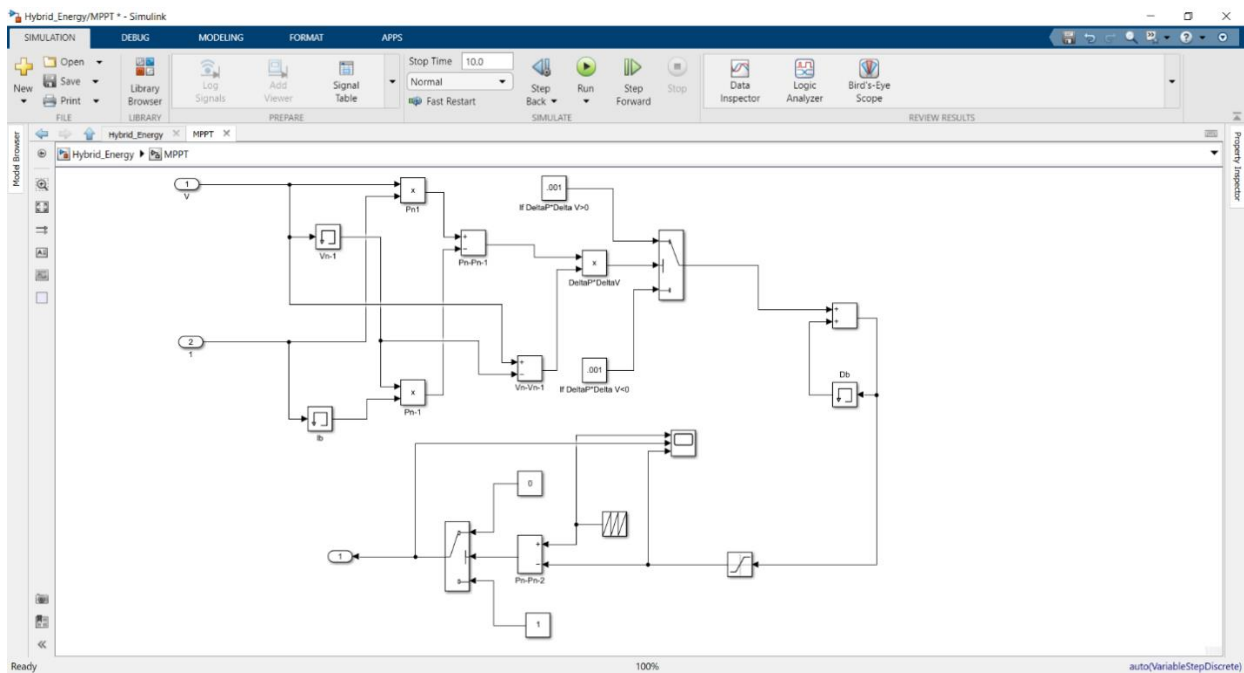 Hybrid_Energy/MPPT * - Simulink
SIMULATION DEBUG MODELING FORMAT APPS
New
Open
Save
Print
FILE
Library Browser
LIBRARY
Log Signals
Add Viewer
Signal Table
PREPARE
Stop Time 10.0
Normal
Fast Restart
Step Back
Run
Step Forward
Stop
SIMULATE
Data Inspector
Logic Analyzer
Bird's-Eye Scope
REVIEW RESULTS
Model Browser
Hybrid_Energy MPPT
Property Inspector
Hybrid_Energy MPPT
1
V
x
Pn1
.001
If DeltaP*Delta V>0
Vn-1
+
−
Pn-Pn-1
x
DeltaP*DeltaV
+
+
2
1
+
−
Vn-Vn-1
.001
If DeltaP*Delta V<0
Db
x
Pn-1
Ib
0
1
+
−
Pn-Pn-2
1
Ready
100%
auto(VariableStepDiscrete)